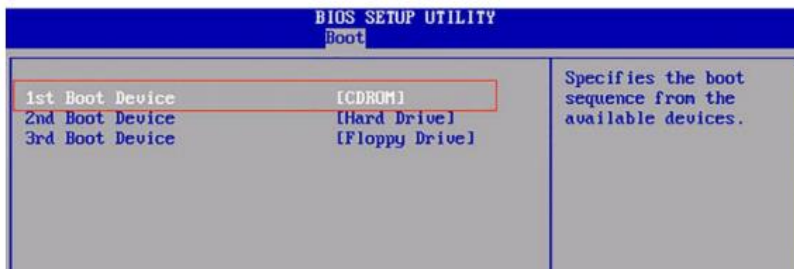 BIOS SETUP UTILITY
Boot
1st Boot Device [CDROM]
2nd Boot Device [Hard Drive]
3rd Boot Device [Floppy Drive]
Specifies the boot
sequence from the
available devices.